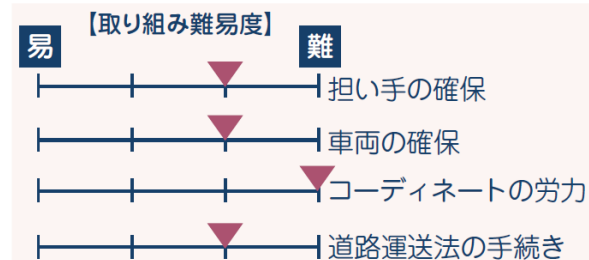 【取り組み難易度】
易
難
担い手の確保
車両の確保
コーディネートの労力
道路運送法の手続き